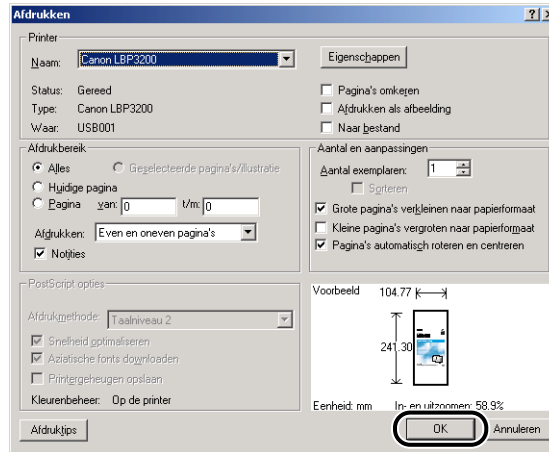 Afdrukken
Printer
Naam: Canon LBP3200 Eigenschappen
Status: Gereed Pagina's omkeren
Type: Canon LBP3200 Afdrukken als afbeelding
Waar: USB001 Naar bestand
Afdrukbereik
Alles Geselecteerde pagina's/illustratie
Huidige pagina
Pagina van: 0 t/m: 0
Afdrukken: Even en oneven pagina's
Notities
Aantal en aanpassingen
Aantal exemplaren: 1
Sorteren
Grote pagina's verkleinen naar papierformaat
Kleine pagina's vergroten naar papierformaat
Pagina's automatisch roteren en centreren
PostScript opties
Afdrukmethode: Taalniveau 2
Snelheid optimaliseren
Aziatische fonts downloaden
Printergeheugen opslaan
Kleurenbeheer: Op de printer
Voorbeeld 104.77
241.30
Eenheid: mm In- en uitzoomen: 58.9%
Afdruktips OK Annuleren